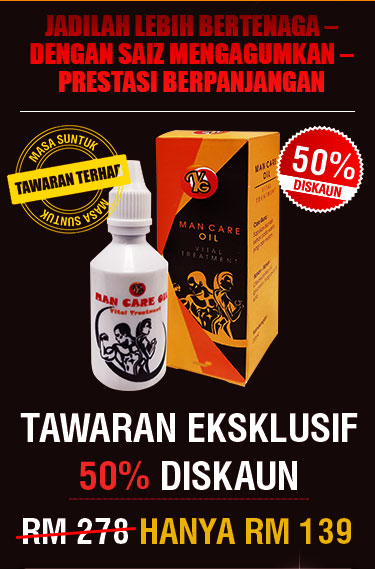 JADILAH LEBIH BERTENAGA –
DENGAN SAIZ MENGAGUMKAN –
PRESTASI BERPANJANGAN
MASA SUNTUK
TAWARAN TERHAD
MASA SUNTUK
50%
DISKAUN
VG
MAN CARE
OIL
VITAL
TREATMENT
MAN CARE OIL
Vital Treatment
TAWARAN EKSKLUSIF
50% DISKAUN
RM 278 HANYA RM 139